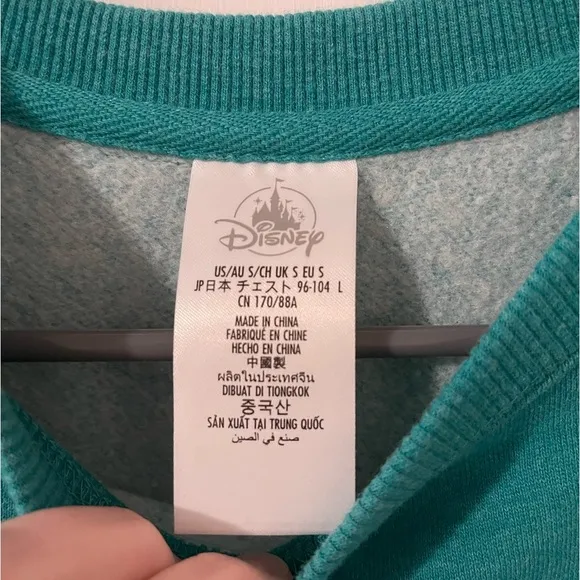 Disney
US/AU S/CH UK S EU S
JP日本 チェスト 96-104 L
CN 170/88A
MADE IN CHINA
FABRIQUÉ EN CHINE
HECHO EN CHINA
中國製
ผลิตในประเทศจีน
DIBUAT DI TIONGKOK
중국산
SẢN XUẤT TẠI TRUNG QUỐC
صنع في الصين